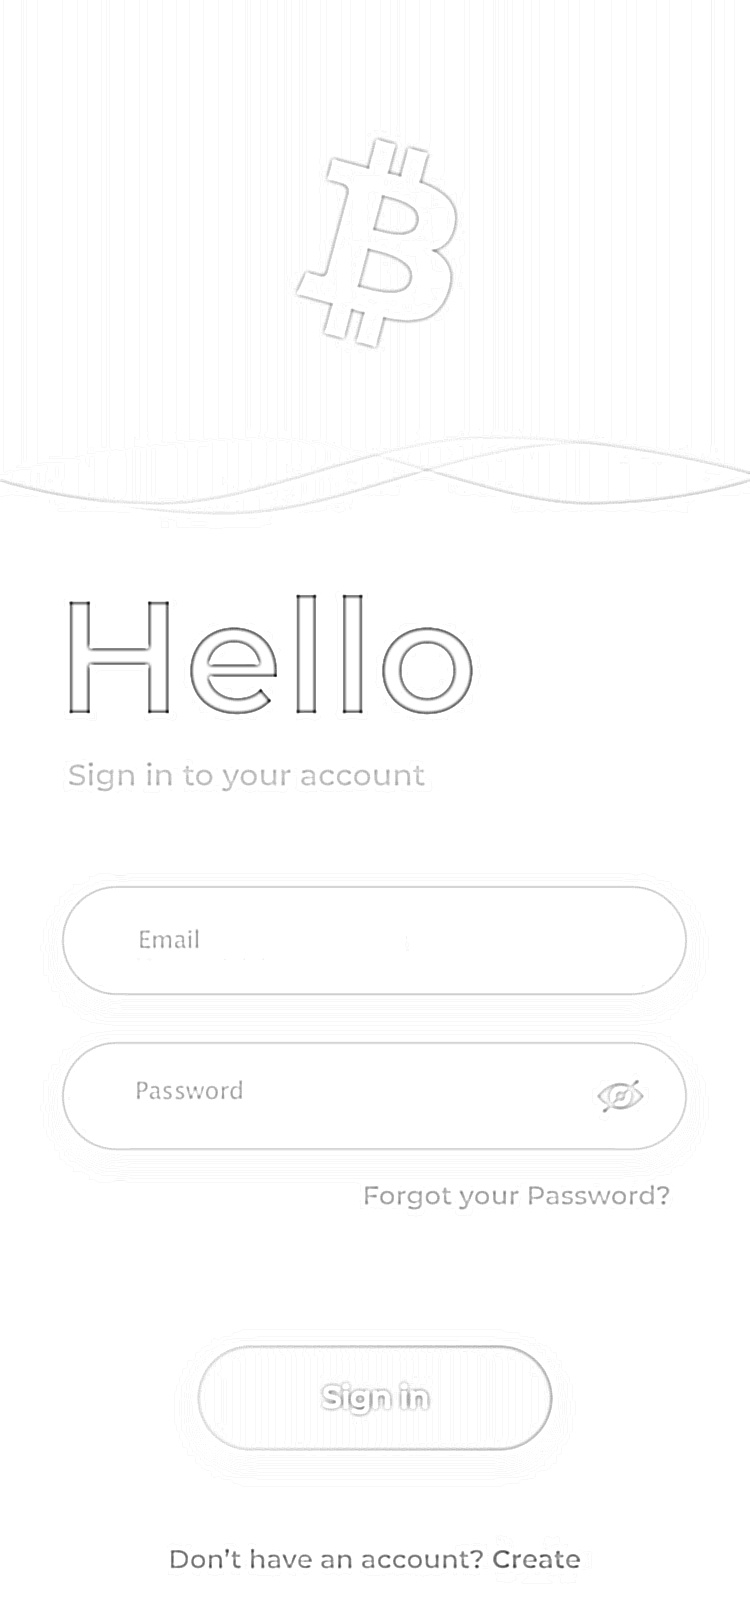 Hello
Sign in to your account
Email
Password
Forgot your Password?
Sign in
Don't have an account? Create